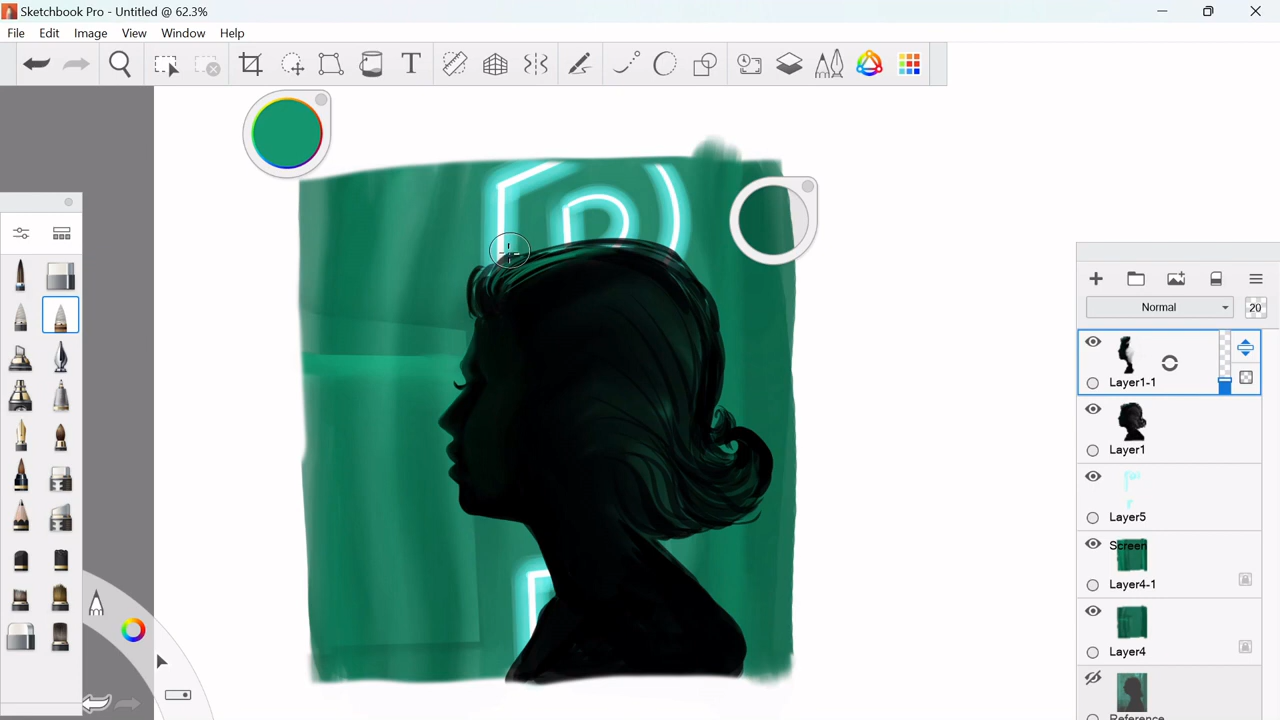 Sketchbook Pro - Untitled @ 62.3%
File Edit Image View Window Help
T
R
Normal 20
Layer1-1
Layer1
Layer5
Screen
Layer4-1
Layer4
Reference